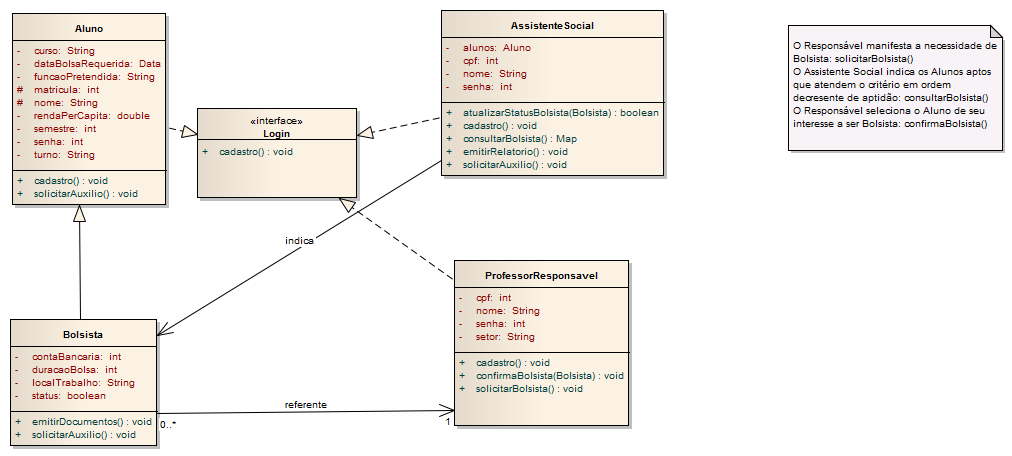 Aluno
- curso: String
- dataBolsaRequerida: Data
- funcaoPretendida: String
# matricula: int
# nome: String
- rendaPerCapita: double
- semestre: int
- senha: int
- turno: String
+ cadastro() : void
+ solicitarAuxilio() : void
«interface»
Login
+ cadastro() : void
AssistenteSocial
- alunos: Aluno
- cpf: int
- nome: String
- senha: int
+ atualizarStatusBolsista(Bolsista) : boolean
+ cadastro() : void
+ consultarBolsista() : Map
+ emitirRelatorio() : void
+ solicitarAuxilio() : void
O Responsável manifesta a necessidade de
Bolsista: solicitarBolsista()
O Assistente Social indica os Alunos aptos
que atendem o critério em ordem
decresente de aptidão: consultarBolsista()
O Responsável seleciona o Aluno de seu
interesse a ser Bolsista: confirmaBolsista()
indica
ProfessorResponsavel
- cpf: int
- nome: String
- senha: int
- setor: String
+ cadastro() : void
+ confirmaBolsista(Bolsista) : void
+ solicitarBolsista() : void
Bolsista
- contaBancaria: int
- duracaoBolsa: int
- localTrabalho: String
- status: boolean
+ emitirDocumentos() : void
+ solicitarAuxilio() : void
referente
0..*
1